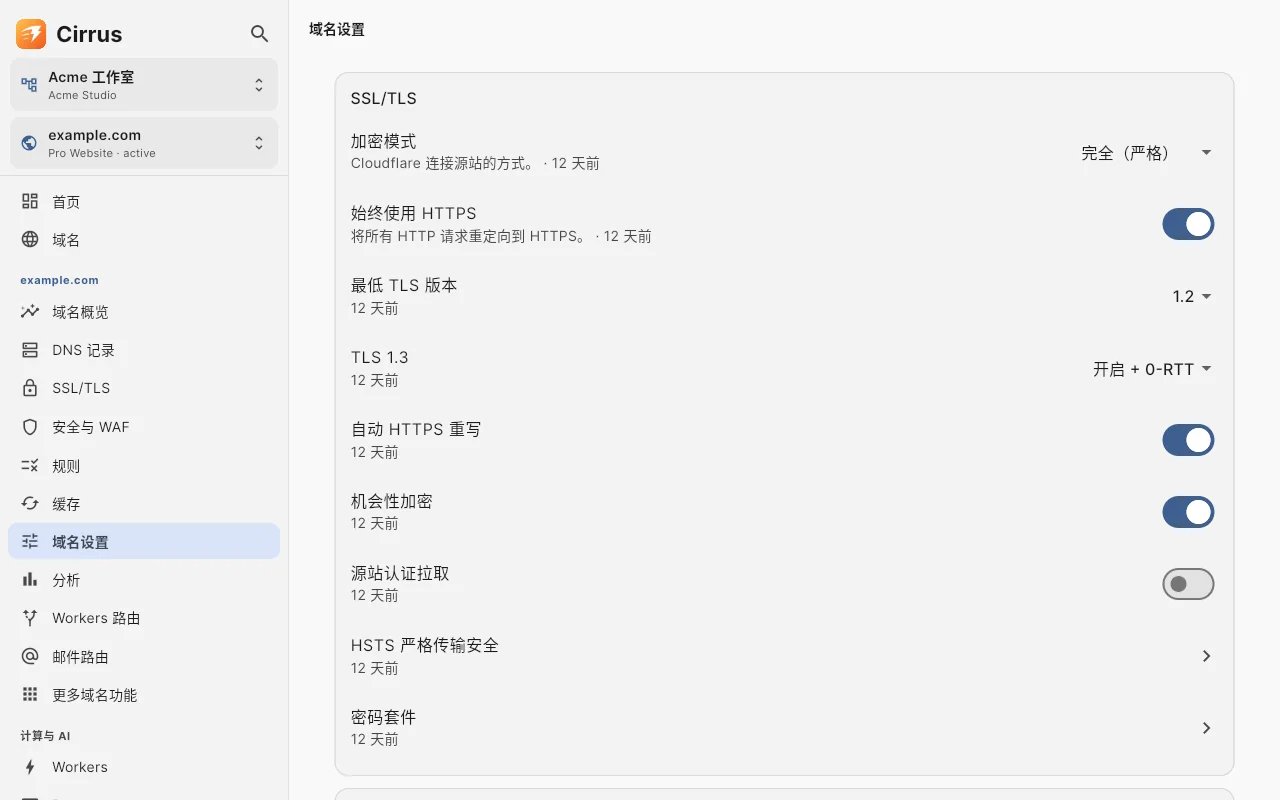 Cirrus
Acme 工作室
Acme Studio
example.com
Pro Website · active
首页
域名
example.com
域名概览
DNS 记录
SSL/TLS
安全与 WAF
规则
缓存
域名设置
分析
Workers 路由
邮件路由
更多域名功能
计算与 AI
Workers
域名设置
SSL/TLS
加密模式
Cloudflare 连接源站的方式。 · 12 天前
完全（严格）
始终使用 HTTPS
将所有 HTTP 请求重定向到 HTTPS。 · 12 天前
最低 TLS 版本
12 天前
1.2
TLS 1.3
12 天前
开启 + 0-RTT
自动 HTTPS 重写
12 天前
机会性加密
12 天前
源站认证拉取
12 天前
HSTS 严格传输安全
12 天前
密码套件
12 天前